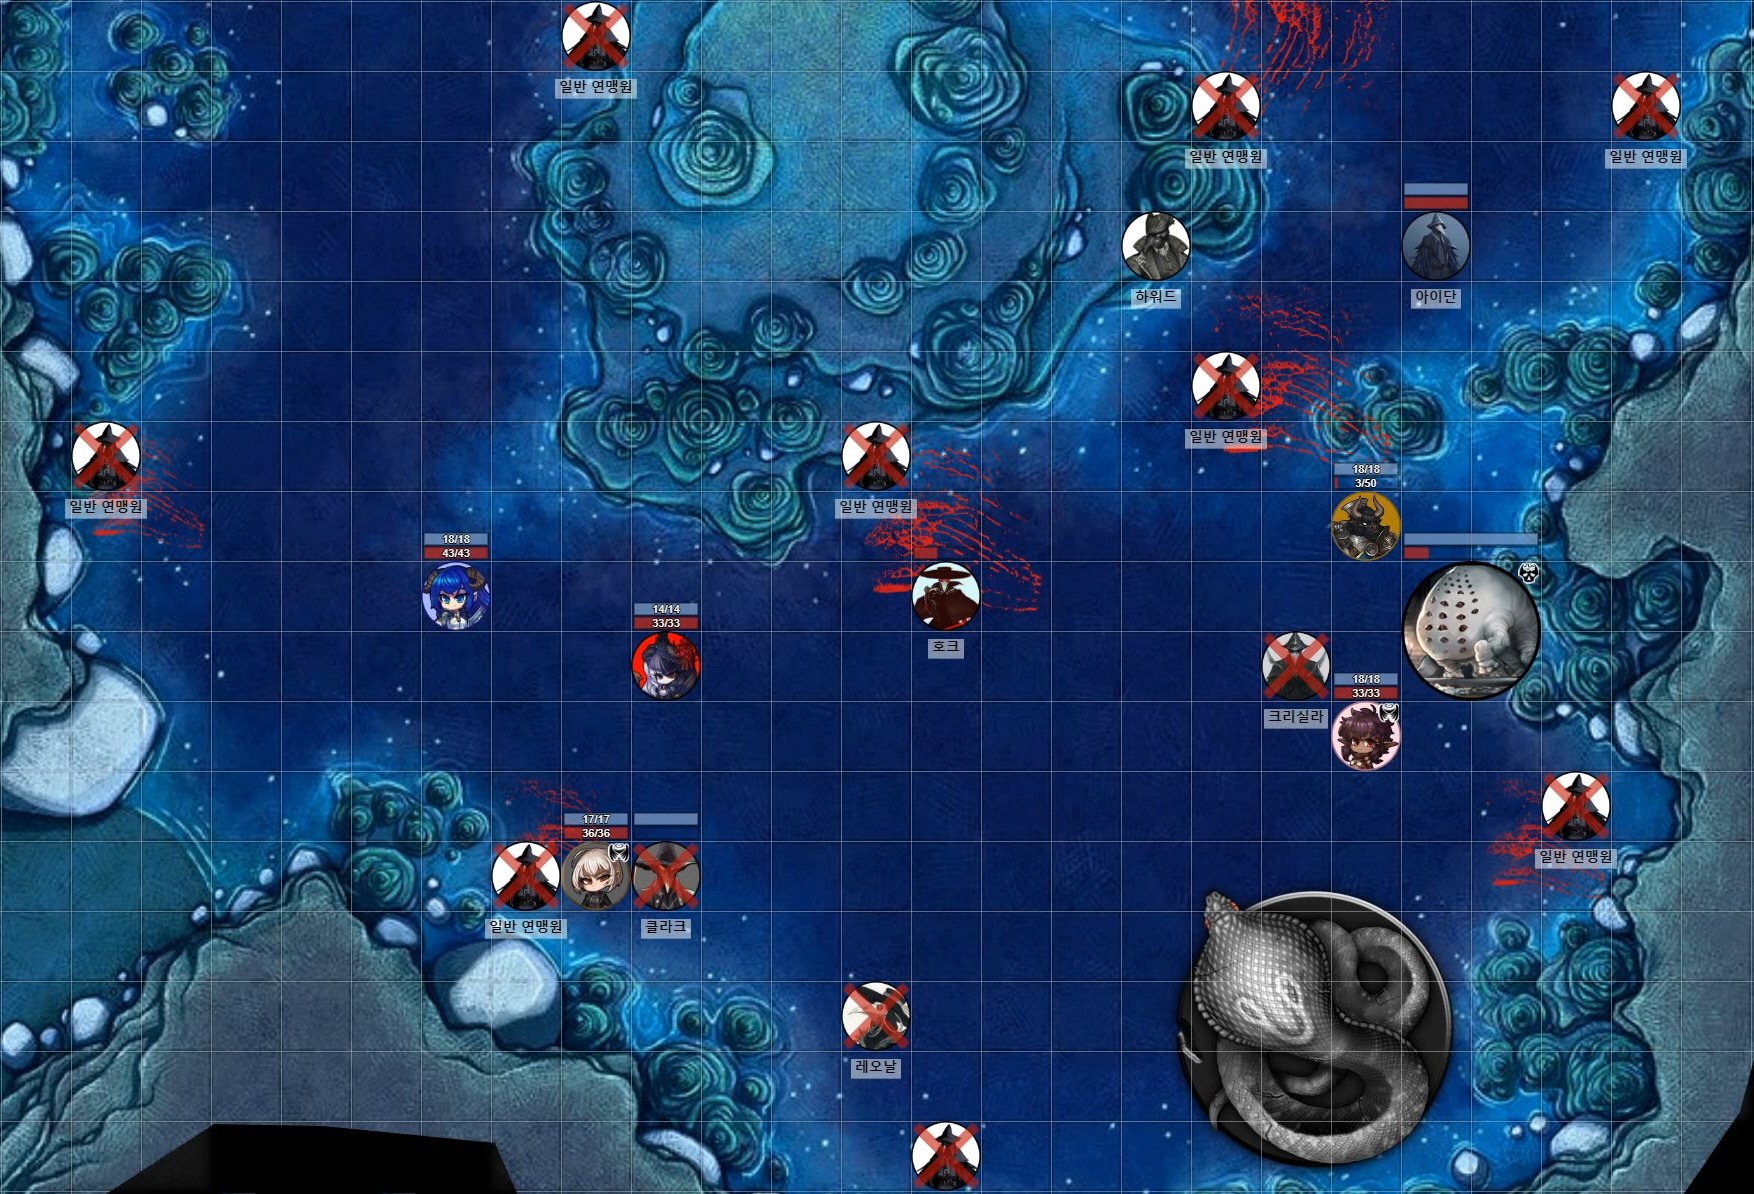 일반 연맹원
일반 연맹원
일반 연맹원
하워드
아이단
일반 연맹원
18/18
3/50
일반 연맹원
일반 연맹원
18/18
43/43
14/14
33/33
호크
18/18
33/33
크리실라
17/17
36/36
일반 연맹원
일반 연맹원
클라크
레오날